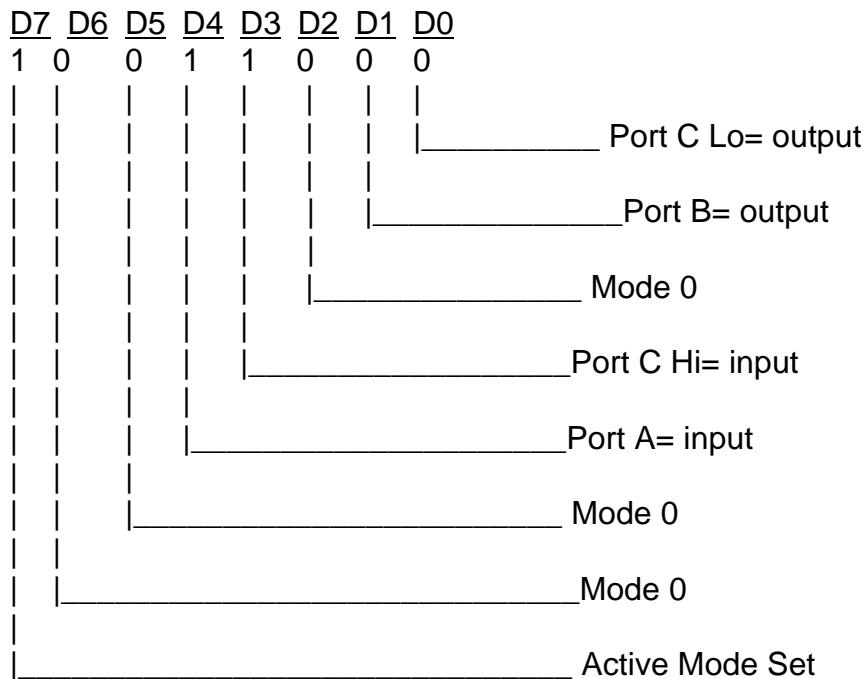 D7 D6 D5 D4 D3 D2 D1 D0
1 0 0 1 1 0 0 0
Port C Lo= output
Port B= output
Mode 0
Port C Hi= input
Port A= input
Mode 0
Mode 0
Active Mode Set